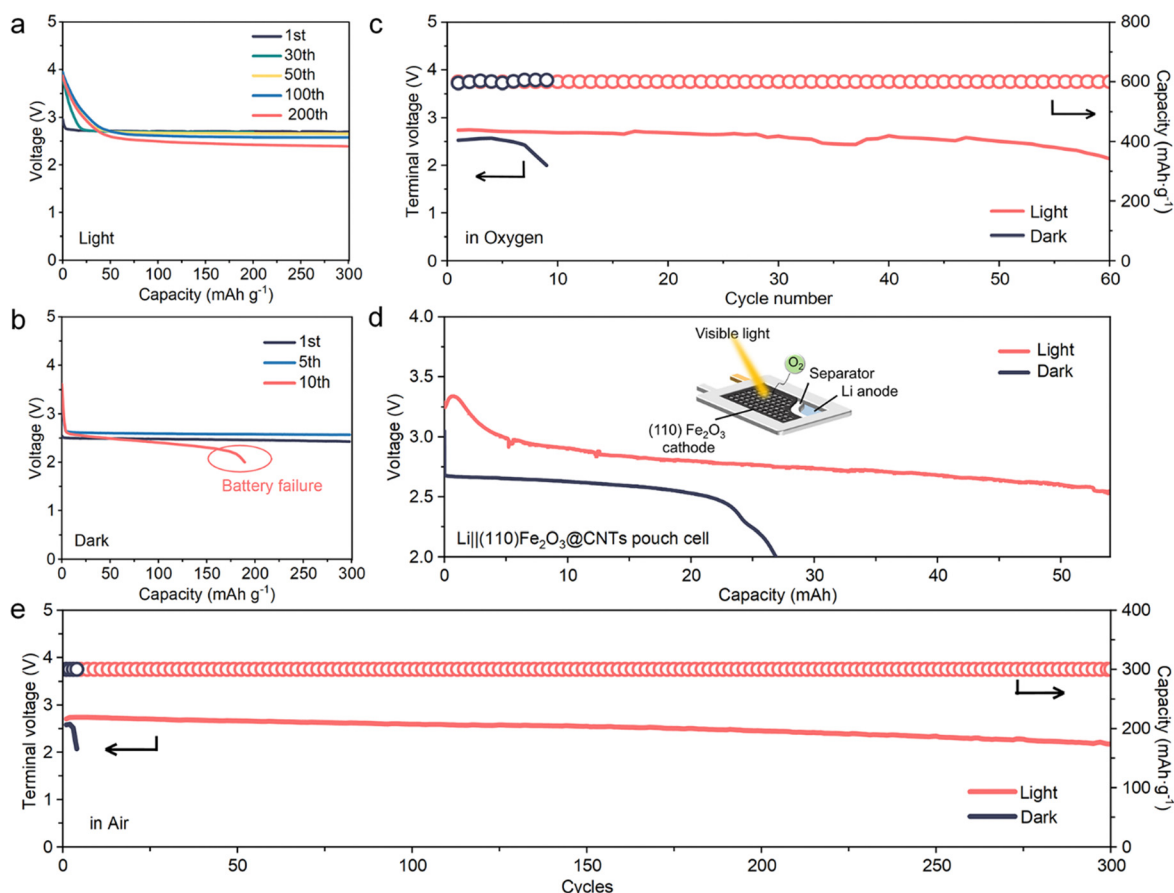 a
5
4
3
2
1
0
Voltage (V)
1st
30th
50th
100th
200th
Light
0 50 100 150 200 250 300
Capacity (mAh g⁻¹)
b
5
4
3
2
1
0
Voltage (V)
1st
5th
10th
Battery failure
Dark
0 50 100 150 200 250 300
Capacity (mAh g⁻¹)
c
5
4
3
2
1
0
Terminal voltage (V)
800
600
400
200
0
Capacity (mAh·g⁻¹)
Light
Dark
in Oxygen
0 10 20 30 40 50 60
Cycle number
d
4.0
3.5
3.0
2.5
2.0
Voltage (V)
Visible light
O₂
Separator
Li anode
(110) Fe₂O₃
cathode
Light
Dark
Li||(110)Fe₂O₃@CNTs pouch cell
0 10 20 30 40 50
Capacity (mAh)
e
5
4
3
2
1
0
Terminal voltage (V)
400
300
200
100
0
Capacity (mAh·g⁻¹)
Light
Dark
in Air
0 50 100 150 200 250 300
Cycles